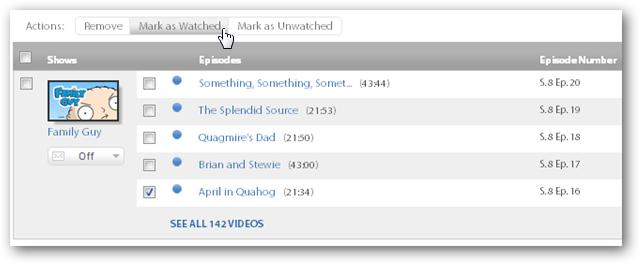 Actions: Remove Mark as Watched Mark as Unwatched
Shows Episodes Episode Number
FAMILY GUY
Something, Something, Somet... (43:44) S.8 Ep. 20
The Splendid Source (21:53) S.8 Ep. 19
Family Guy
Quagmire's Dad (21:50) S.8 Ep. 18
Off
Brian and Stewie (43:00) S.8 Ep. 17
April in Quahog (21:34) S.8 Ep. 16
SEE ALL 142 VIDEOS